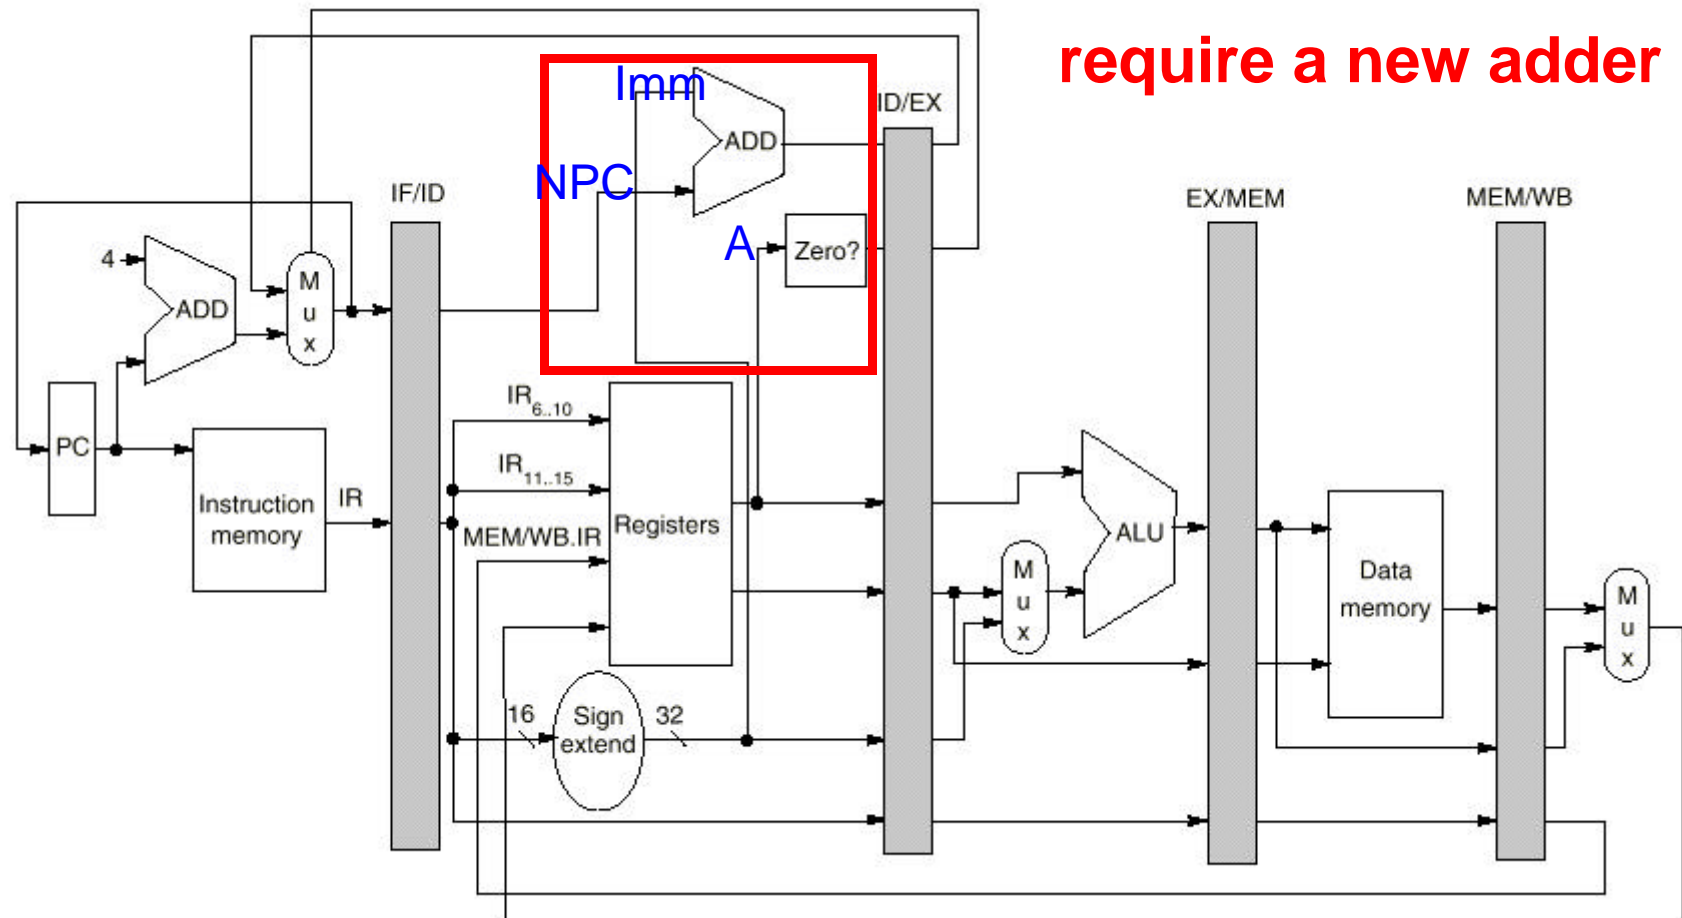 require a new adder
Imm
ADD
ID/EX
NPC
IF/ID
EX/MEM
MEM/WB
A
Zero?
4
ADD
M
u
x
IR6..10
PC
IR11..15
Instruction
memory
IR
Registers
MEM/WB.IR
ALU
M
u
x
Data
memory
M
u
x
16
Sign
extend
32